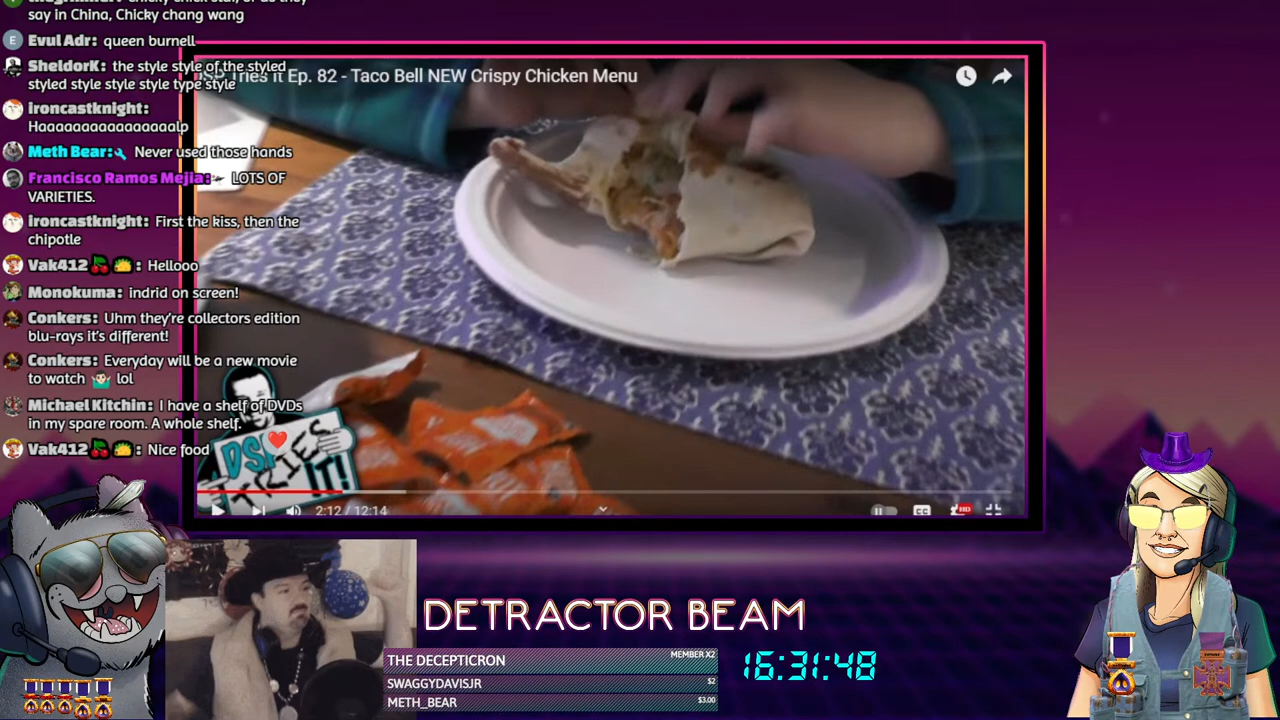 say in China, Chicky chang wang
Evul Adr: queen burnell
SheldorK: the style style of the styled
styled style style style type style
ironcastknight:
Haaaaaaaaaaaaaaaalp
Meth Bear: Never used those hands
Francisco Ramos Mejia: LOTS OF
VARIETIES.
ironcastknight: First the kiss, then the
chipotle
Vak412 : Hellooo
Monokuma: indrid on screen!
Conkers: Uhm they're collectors edition
blu-rays it's different!
Conkers: Everyday will be a new movie
to watch lol
Michael Kitchin: I have a shelf of DVDs
in my spare room. A whole shelf.
Vak412 : Nice food
Tries It Ep. 82 - Taco Bell NEW Crispy Chicken Menu
DSP
TRIES
IT!
2:12 / 12:14
CC
HD
DETRACTOR BEAM
THE DECEPTICRON MEMBER X2
SWAGGYDAVISJR $2
METH_BEAR $3.00
16:31:48